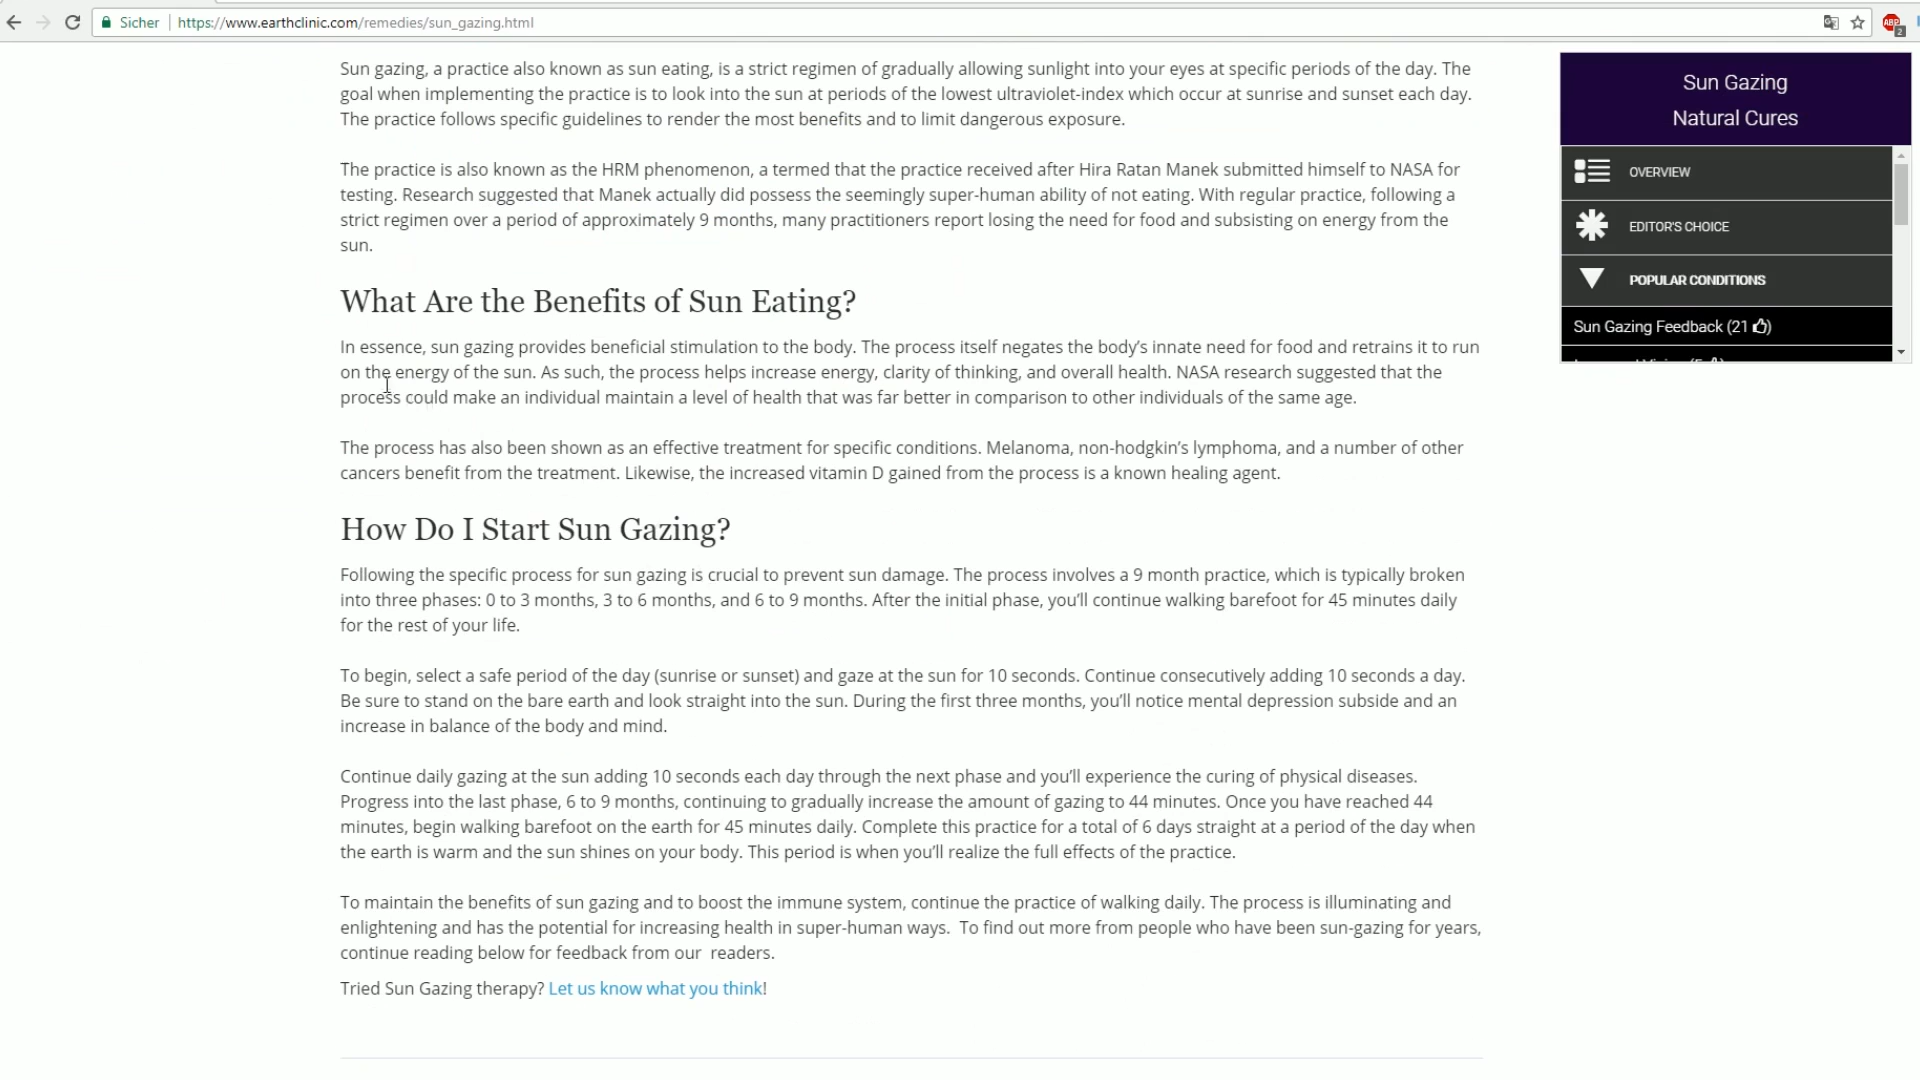 Sicher https://www.earthclinic.com/remedies/sun_gazing.html
ABP
2
Sun gazing, a practice also known as sun eating, is a strict regimen of gradually allowing sunlight into your eyes at specific periods of the day. The
goal when implementing the practice is to look into the sun at periods of the lowest ultraviolet-index which occur at sunrise and sunset each day.
The practice follows specific guidelines to render the most benefits and to limit dangerous exposure.
The practice is also known as the HRM phenomenon, a termed that the practice received after Hira Ratan Manek submitted himself to NASA for
testing. Research suggested that Manek actually did possess the seemingly super-human ability of not eating. With regular practice, following a
strict regimen over a period of approximately 9 months, many practitioners report losing the need for food and subsisting on energy from the
sun.
What Are the Benefits of Sun Eating?
In essence, sun gazing provides beneficial stimulation to the body. The process itself negates the body’s innate need for food and retrains it to run
on the energy of the sun. As such, the process helps increase energy, clarity of thinking, and overall health. NASA research suggested that the
process could make an individual maintain a level of health that was far better in comparison to other individuals of the same age.
The process has also been shown as an effective treatment for specific conditions. Melanoma, non-hodgkin’s lymphoma, and a number of other
cancers benefit from the treatment. Likewise, the increased vitamin D gained from the process is a known healing agent.
How Do I Start Sun Gazing?
Following the specific process for sun gazing is crucial to prevent sun damage. The process involves a 9 month practice, which is typically broken
into three phases: 0 to 3 months, 3 to 6 months, and 6 to 9 months. After the initial phase, you’ll continue walking barefoot for 45 minutes daily
for the rest of your life.
To begin, select a safe period of the day (sunrise or sunset) and gaze at the sun for 10 seconds. Continue consecutively adding 10 seconds a day.
Be sure to stand on the bare earth and look straight into the sun. During the first three months, you’ll notice mental depression subside and an
increase in balance of the body and mind.
Continue daily gazing at the sun adding 10 seconds each day through the next phase and you’ll experience the curing of physical diseases.
Progress into the last phase, 6 to 9 months, continuing to gradually increase the amount of gazing to 44 minutes. Once you have reached 44
minutes, begin walking barefoot on the earth for 45 minutes daily. Complete this practice for a total of 6 days straight at a period of the day when
the earth is warm and the sun shines on your body. This period is when you’ll realize the full effects of the practice.
To maintain the benefits of sun gazing and to boost the immune system, continue the practice of walking daily. The process is illuminating and
enlightening and has the potential for increasing health in super-human ways. To find out more from people who have been sun-gazing for years,
continue reading below for feedback from our readers.
Tried Sun Gazing therapy? Let us know what you think!
Sun Gazing
Natural Cures
OVERVIEW
EDITOR'S CHOICE
POPULAR CONDITIONS
Sun Gazing Feedback (21)